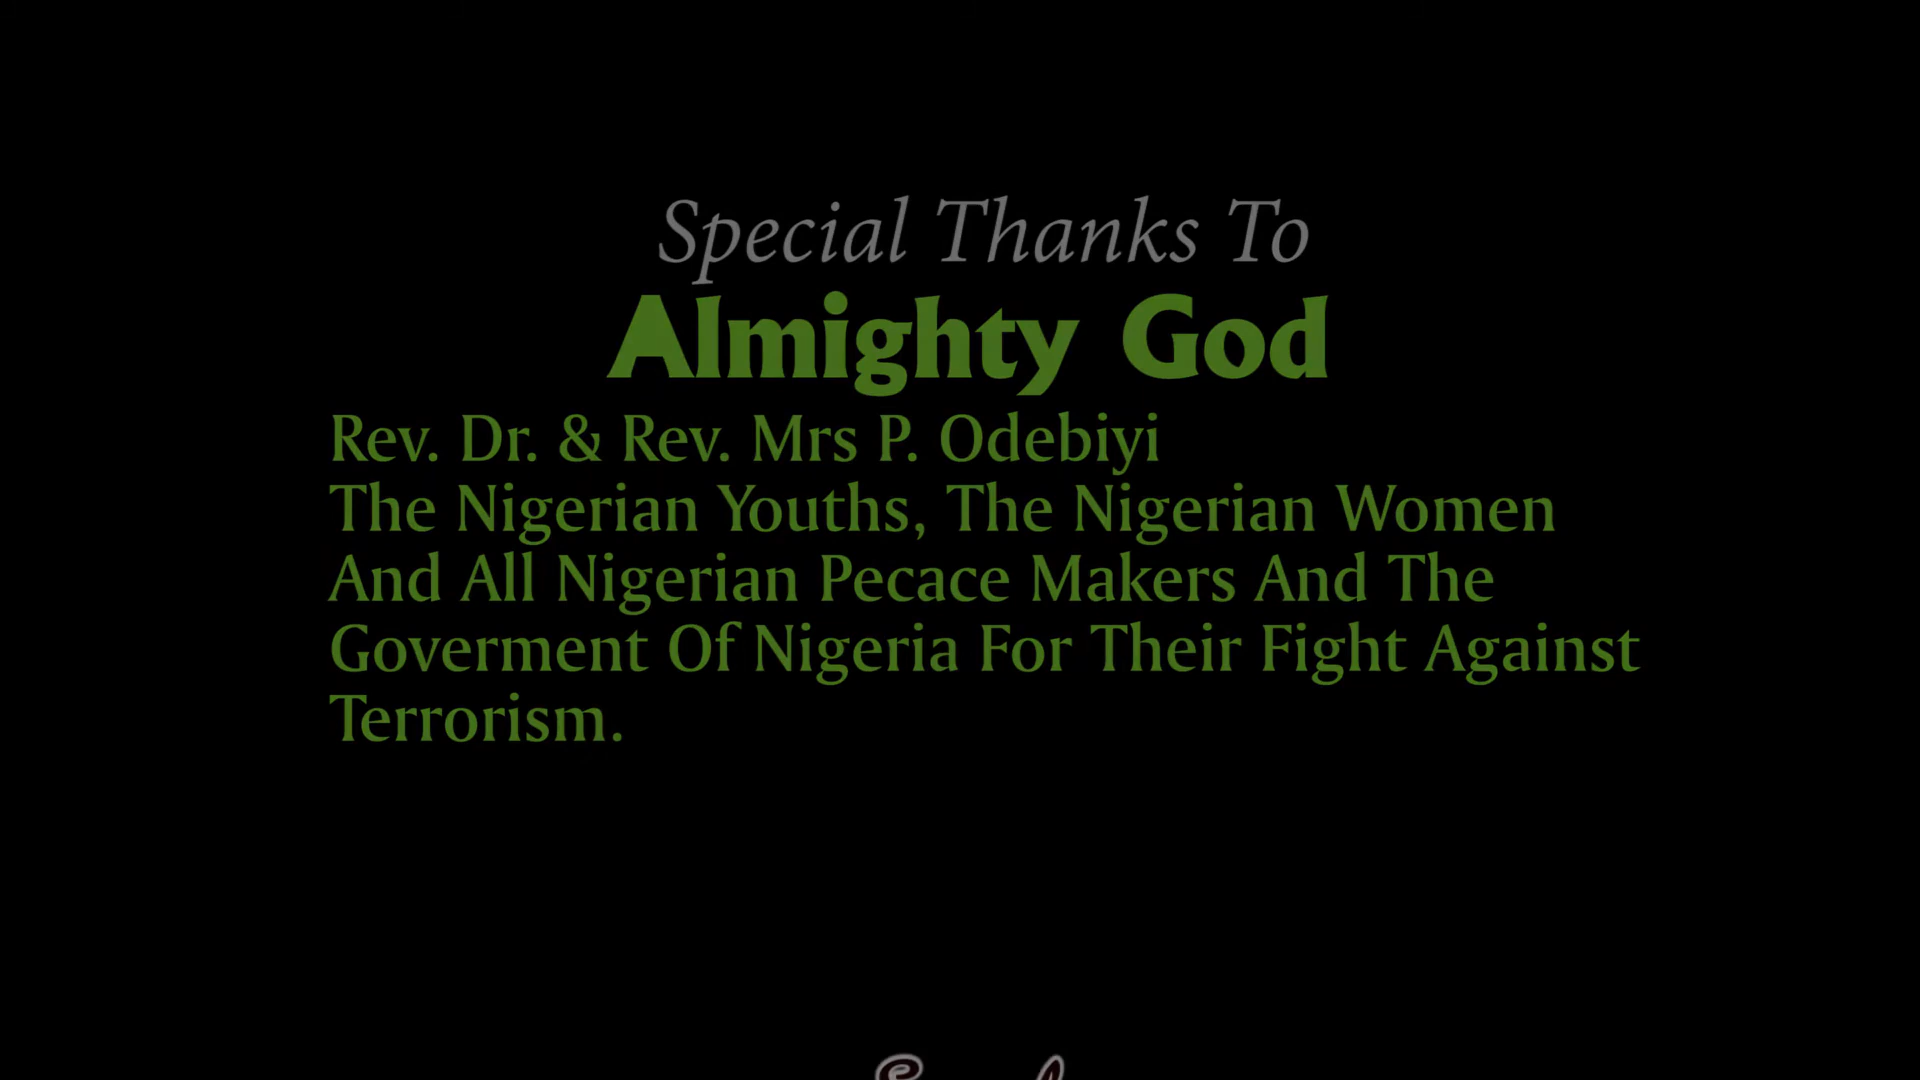 Special Thanks To
Almighty God
Rev. Dr. & Rev. Mrs P. Odebiyi
The Nigerian Youths, The Nigerian Women
And All Nigerian Pecace Makers And The
Goverment Of Nigeria For Their Fight Against
Terrorism.